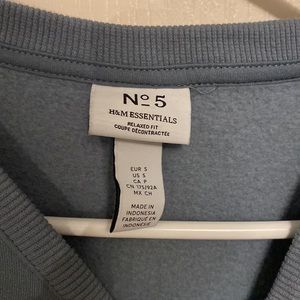 Nº 5
H&M ESSENTIALS
RELAXED FIT
COUPE DÉCONTRACTÉE
EUR S
US S
CA P
CN 175/92A
MX CH
MADE IN
INDONESIA
FABRIQUÉ EN
INDONÉSIE